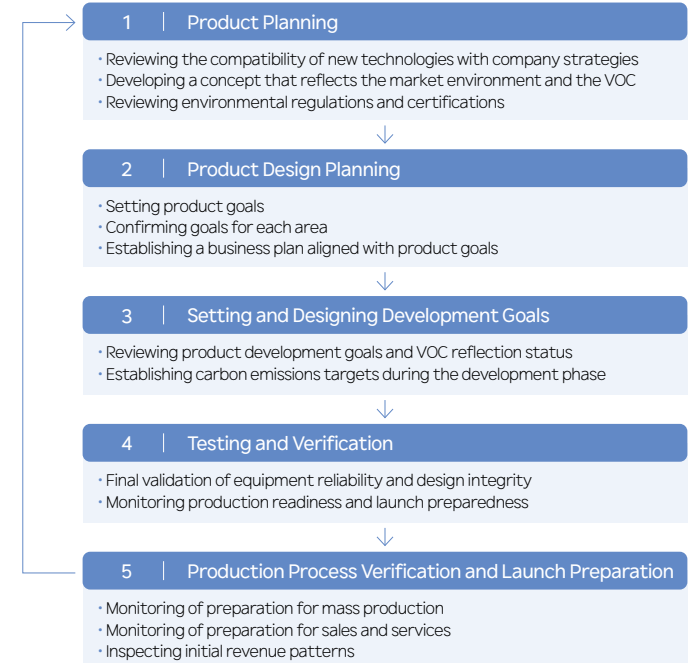 1 | Product Planning
· Reviewing the compatibility of new technologies with company strategies
· Developing a concept that reflects the market environment and the VOC
· Reviewing environmental regulations and certifications
2 | Product Design Planning
· Setting product goals
· Confirming goals for each area
· Establishing a business plan aligned with product goals
3 | Setting and Designing Development Goals
· Reviewing product development goals and VOC reflection status
· Establishing carbon emissions targets during the development phase
4 | Testing and Verification
· Final validation of equipment reliability and design integrity
· Monitoring production readiness and launch preparedness
5 | Production Process Verification and Launch Preparation
· Monitoring of preparation for mass production
· Monitoring of preparation for sales and services
· Inspecting initial revenue patterns